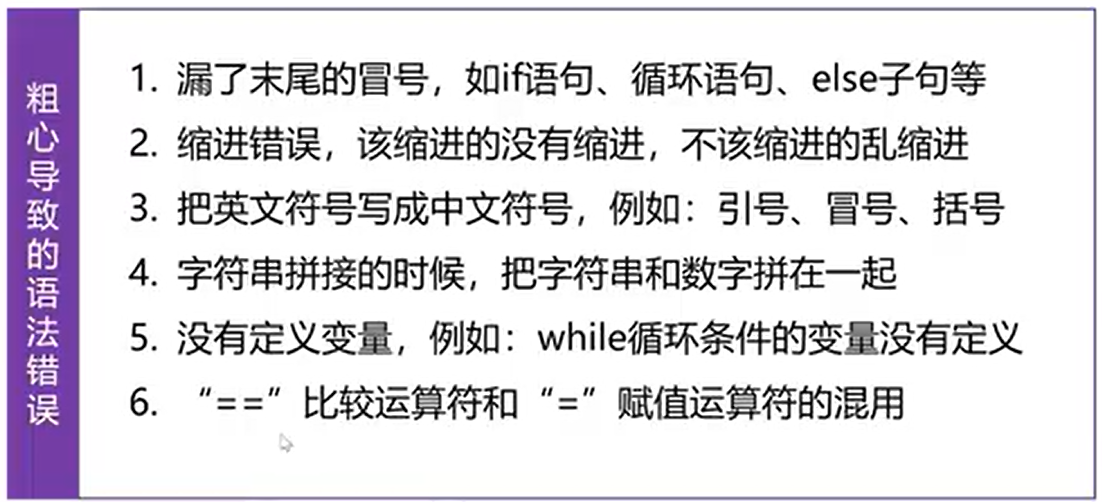 粗心导致的语法错误
1. 漏了末尾的冒号，如if语句、循环语句、else子句等
2. 缩进错误，该缩进的没有缩进，不该缩进的乱缩进
3. 把英文符号写成中文符号，例如：引号、冒号、括号
4. 字符串拼接的时候，把字符串和数字拼在一起
5. 没有定义变量，例如：while循环条件的变量没有定义
6. “==”比较运算符和“=”赋值运算符的混用